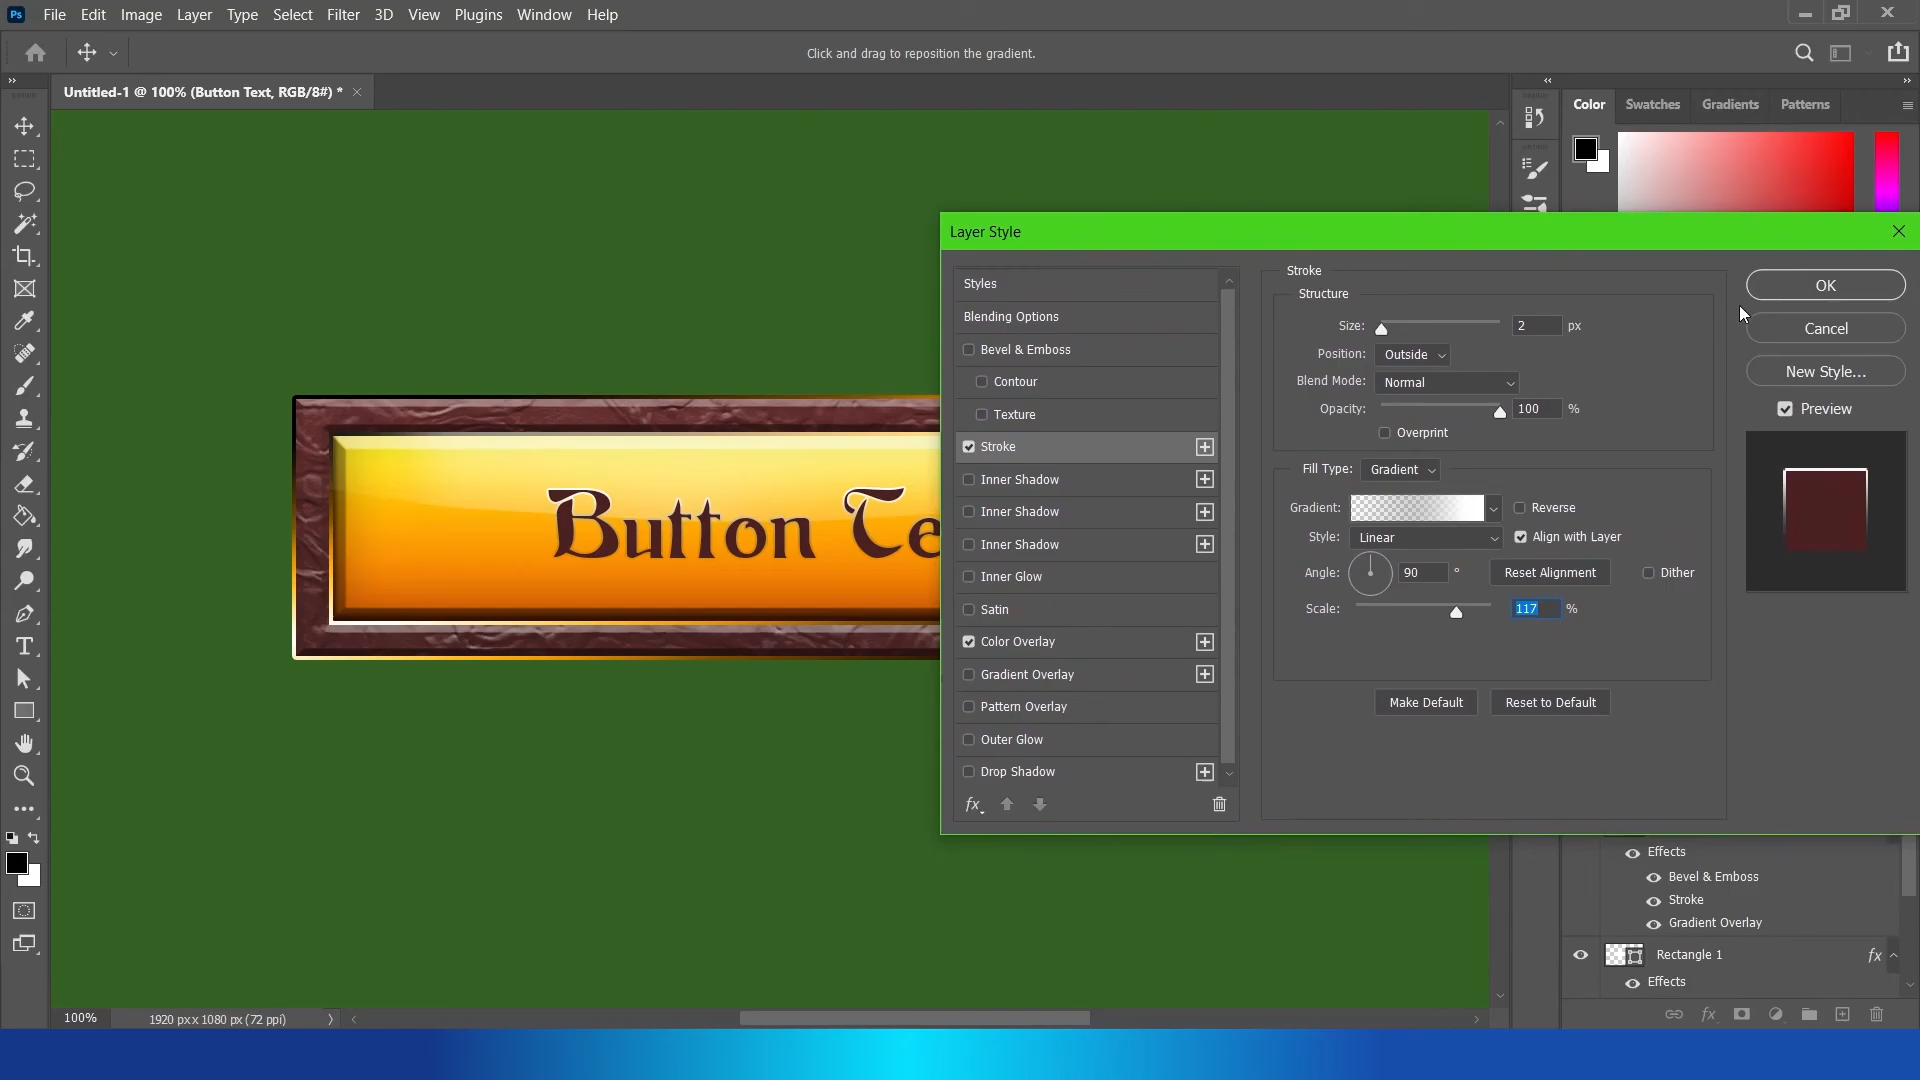 Ps File Edit Image Layer Type Select Filter 3D View Plugins Window Help
Click and drag to reposition the gradient.
Untitled-1 @ 100% (Button Text, RGB/8#) *
Color Swatches Gradients Patterns
Layer Style
Styles
Blending Options
Bevel & Emboss
Contour
Texture
Stroke
Inner Shadow
Inner Shadow
Inner Shadow
Inner Glow
Satin
Color Overlay
Gradient Overlay
Pattern Overlay
Outer Glow
Drop Shadow
fx
Stroke
Structure
Size: 2 px
Position: Outside
Blend Mode: Normal
Opacity: 100 %
Overprint
Fill Type: Gradient
Gradient: Reverse
Style: Linear Align with Layer
Angle: 90 ° Reset Alignment Dither
Scale: 117 %
Make Default Reset to Default
OK
Cancel
New Style...
Preview
Button Te
Effects
Bevel & Emboss
Stroke
Gradient Overlay
Rectangle 1 fx
Effects
fx
100% 1920 px x 1080 px (72 ppi)